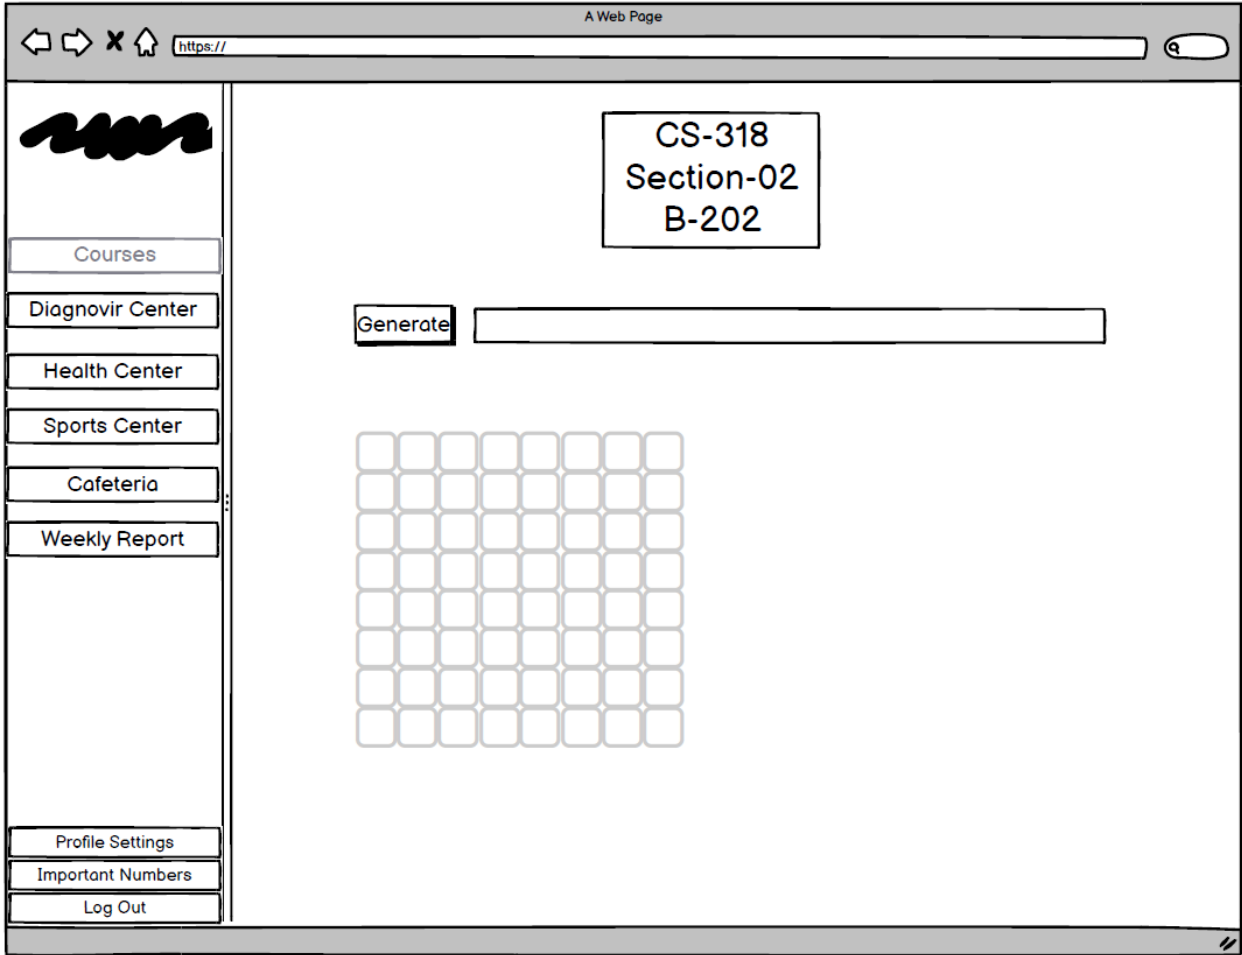 A Web Page
https://
CS-318
Section-02
B-202
Courses
Diagnovir Center
Health Center
Sports Center
Cafeteria
Weekly Report
Generate
Profile Settings
Important Numbers
Log Out